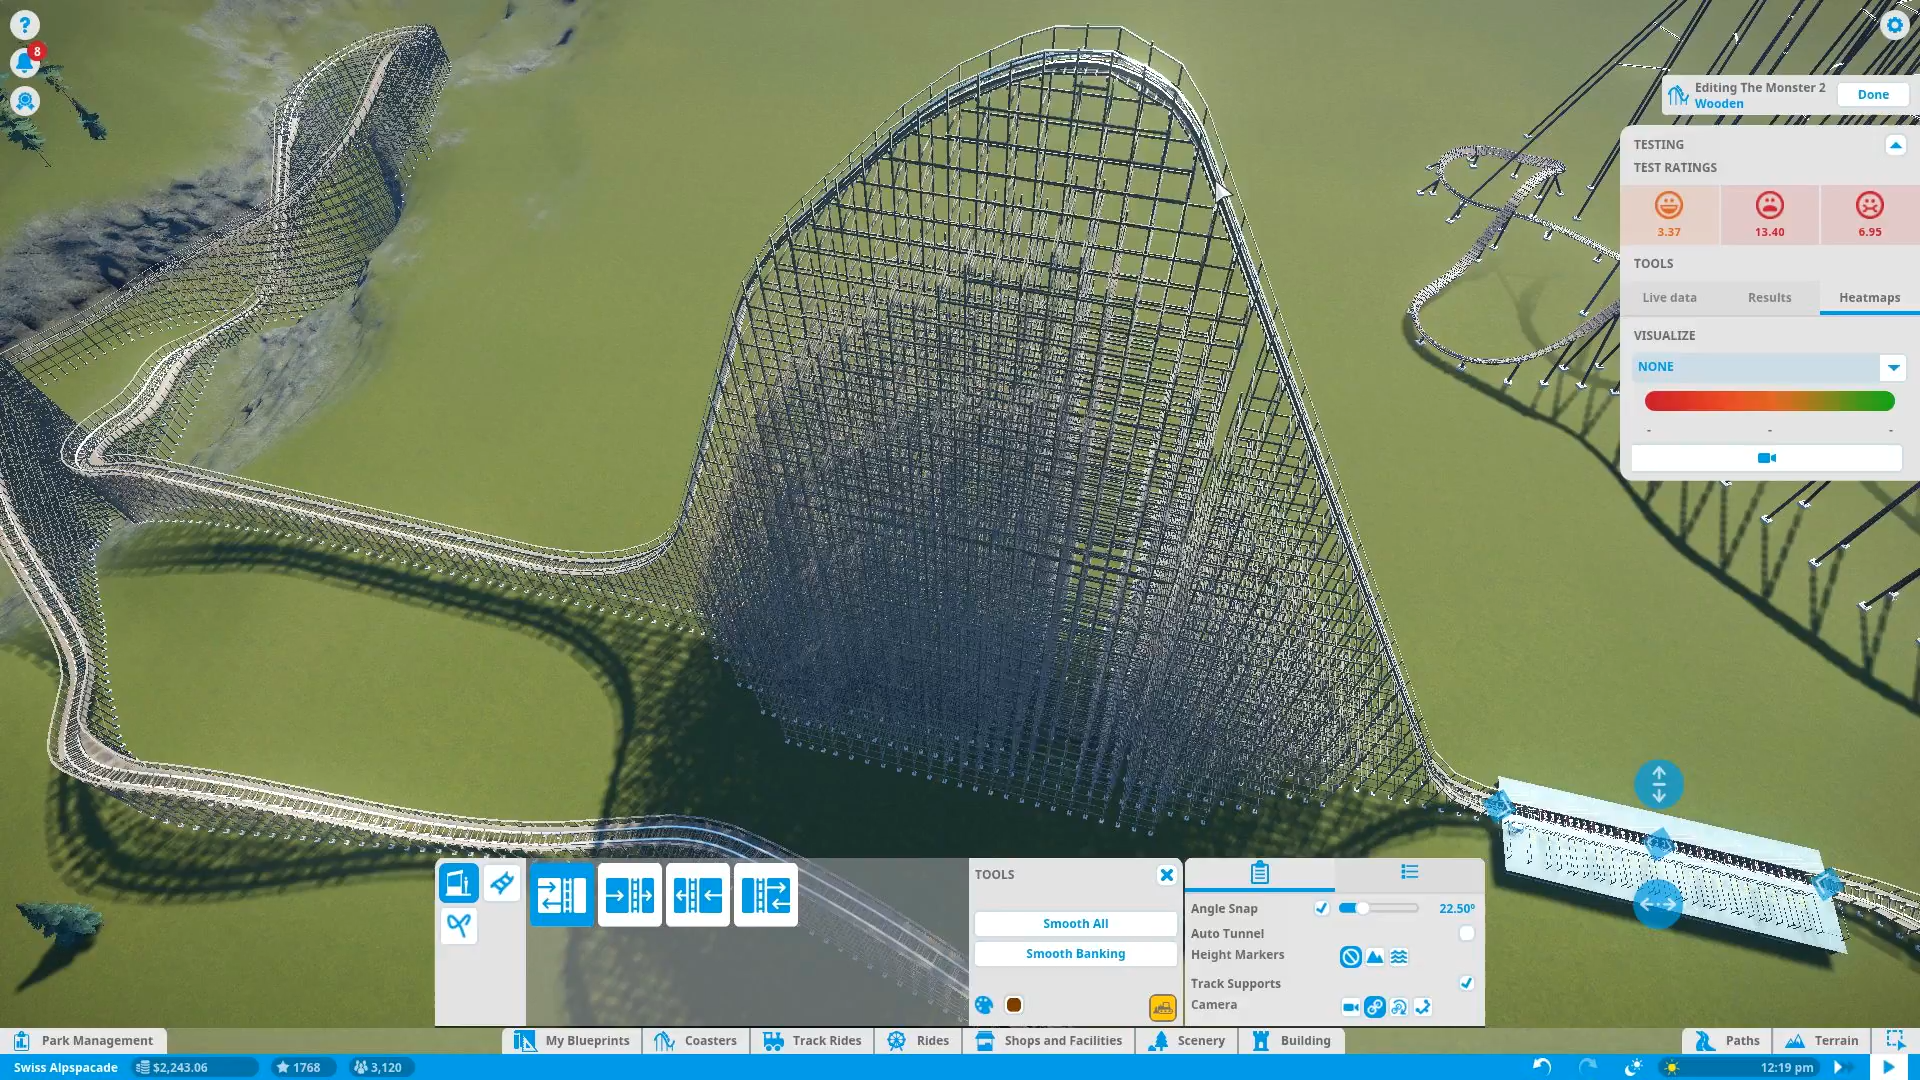 8
Editing The Monster 2
Wooden
Done
TESTING
TEST RATINGS
3.37 13.40 6.95
TOOLS
Live data Results Heatmaps
VISUALIZE
NONE
- - -
TOOLS
Smooth All
Smooth Banking
Angle Snap 22.50°
Auto Tunnel
Height Markers
Track Supports
Camera
Park Management My Blueprints Coasters Track Rides Rides Shops and Facilities Scenery Building Paths Terrain
Swiss Alpspacade $2,243.06 1768 3,120 12:19 pm